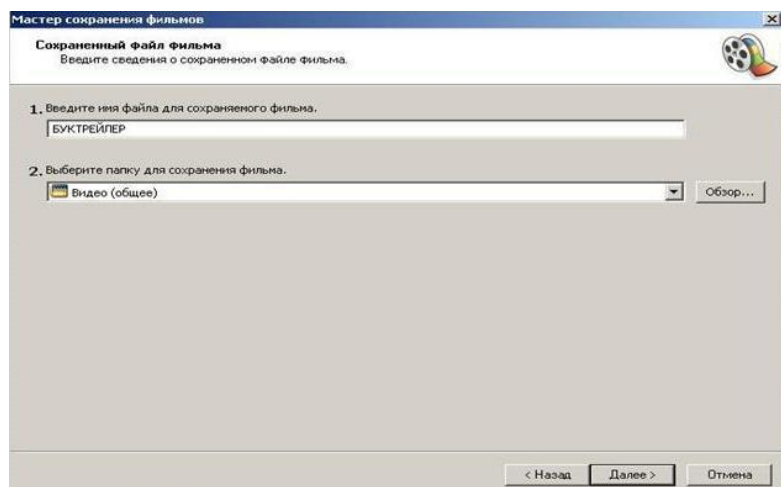 Мастер сохранения фильмов
Сохраненный Файл Фильма
Введите сведения о сохраненном файле фильма.
1. Введите имя файла для сохраняемого фильма.
БУКТРЕЙЛЕР
2. Выберите папку для сохранения фильма.
Видео (общее)
Обзор...
< Назад Далее > Отмена